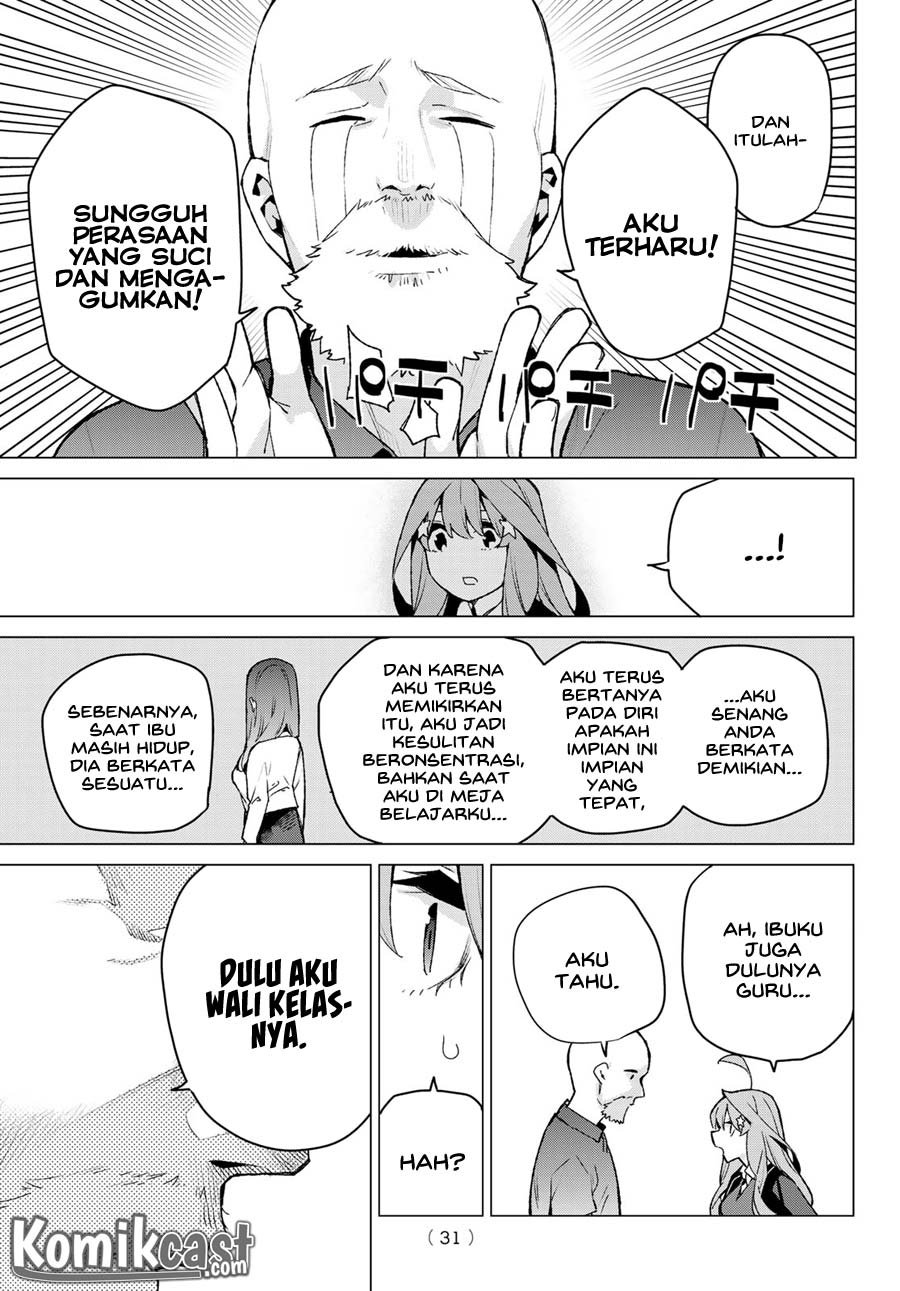 DAN
ITULAH-
AKU
TERHARU!
SUNGGUH
PERASAAN
YANG SUCI
DAN MENGA-
GUMKAN!
パチ パチ パチ
....!
...AKU
SENANG
ANDA
BERKATA
DEMIKIAN...
AKU TERUS
BERTANYA
PADA DIRI
APAKAH
IMPIAN INI
IMPIAN
YANG
TEPAT,
DAN KARENA
AKU TERUS
MEMIKIRKAN
ITU, AKU JADI
KESULITAN
BERONSENTRASI,
BAHKAN SAAT
AKU DI MEJA
BELAJARKU...
SEBENARNYA,
SAAT IBU
MASIH HIDUP,
DIA BERKATA
SESUATU...
AH, IBUKU
JUGA
DULUNYA
GURU...
AKU
TAHU.
HAH?
DULU AKU
WALI KELAS-
NYA.
Komikcast
.com
( 31 )